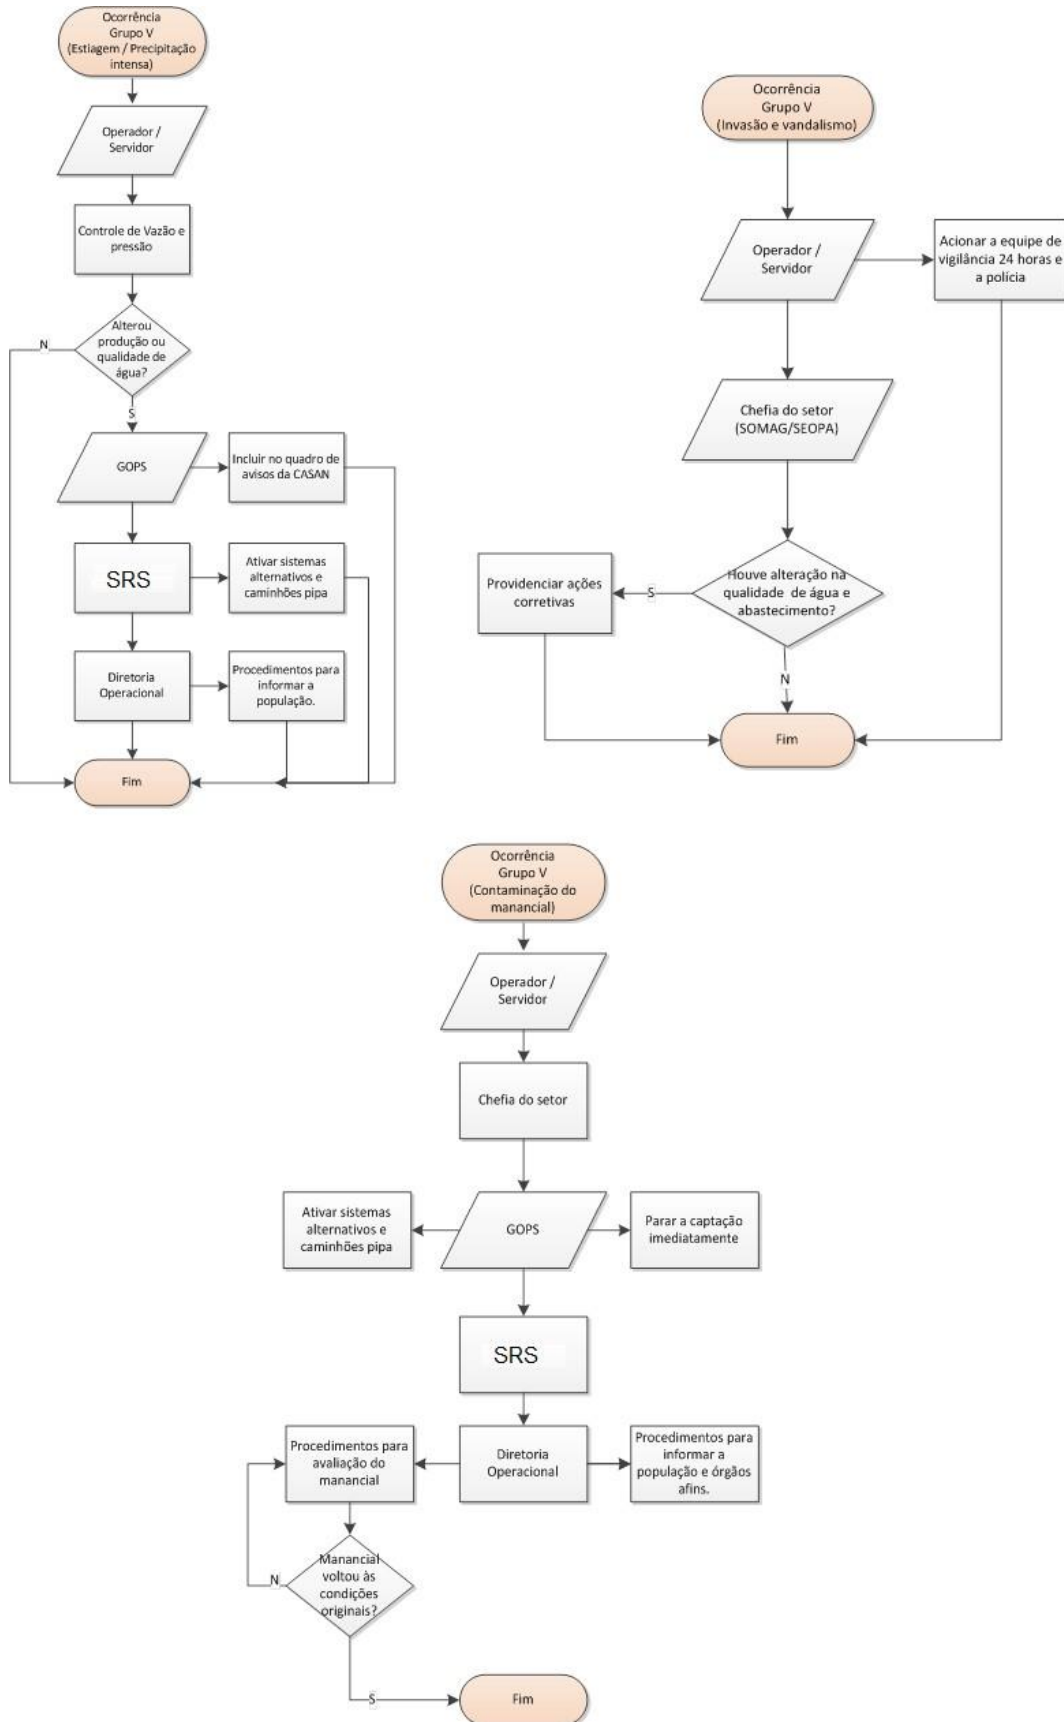 Ocorrência
Grupo V
(Estiagem / Precipitação
intensa)
Operador /
Servidor
Controle de Vazão e
pressão
Alterou
produção ou
qualidade de
água?
N
S
GOPS
Incluir no quadro de
avisos da CASAN
SRS
Ativar sistemas
alternativos e
caminhões pipa
Diretoria
Operacional
Procedimentos para
informar a
população.
Fim
Ocorrência
Grupo V
(Invasão e vandalismo)
Operador /
Servidor
Acionar a equipe de
vigilância 24 horas e
a polícia
Chefia do setor
(SOMAG/SEOPA)
Houve alteração na
qualidade de água e
abastecimento?
S
Providenciar ações
corretivas
N
Fim
Ocorrência
Grupo V
(Contaminação do
manancial)
Operador /
Servidor
Chefia do setor
Ativar sistemas
alternativos e
caminhões pipa
GOPS
Parar a captação
imediatamente
SRS
Procedimentos para
avaliação do
manancial
Diretoria
Operacional
Procedimentos para
informar a
população e órgãos
afins.
Manancial
voltou às
condições
originais?
N
S
Fim